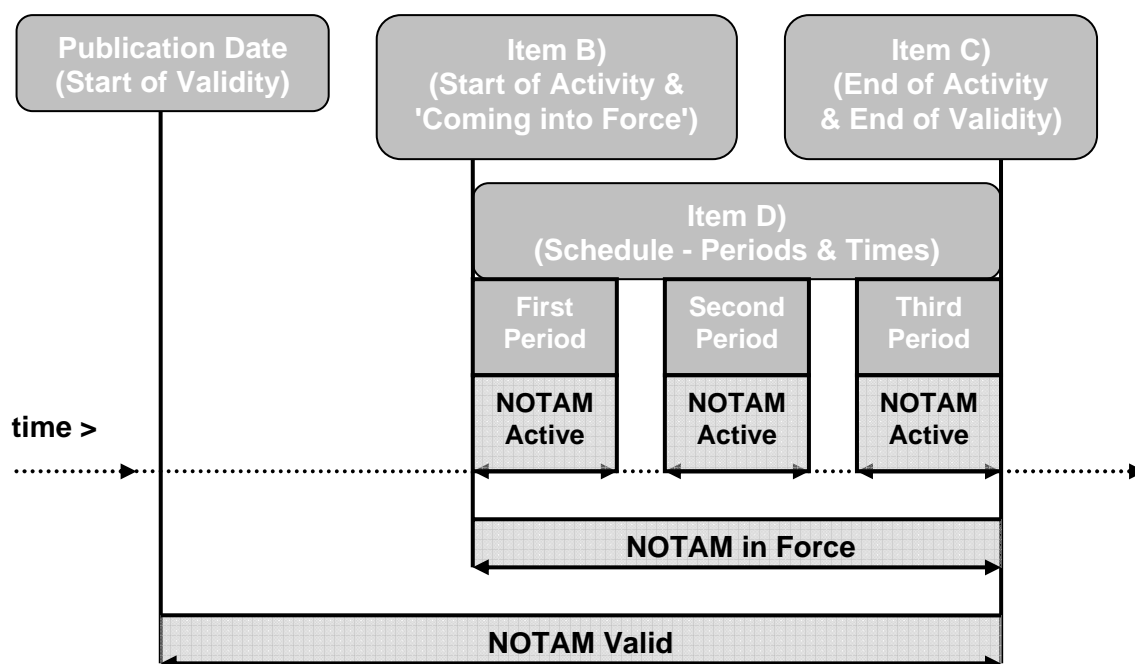 Publication Date
(Start of Validity)
Item B)
(Start of Activity &
'Coming into Force')
Item C)
(End of Activity
& End of Validity)
Item D)
(Schedule - Periods & Times)
First
Period
Second
Period
Third
Period
NOTAM
Active
NOTAM
Active
NOTAM
Active
time >
NOTAM in Force
NOTAM Valid